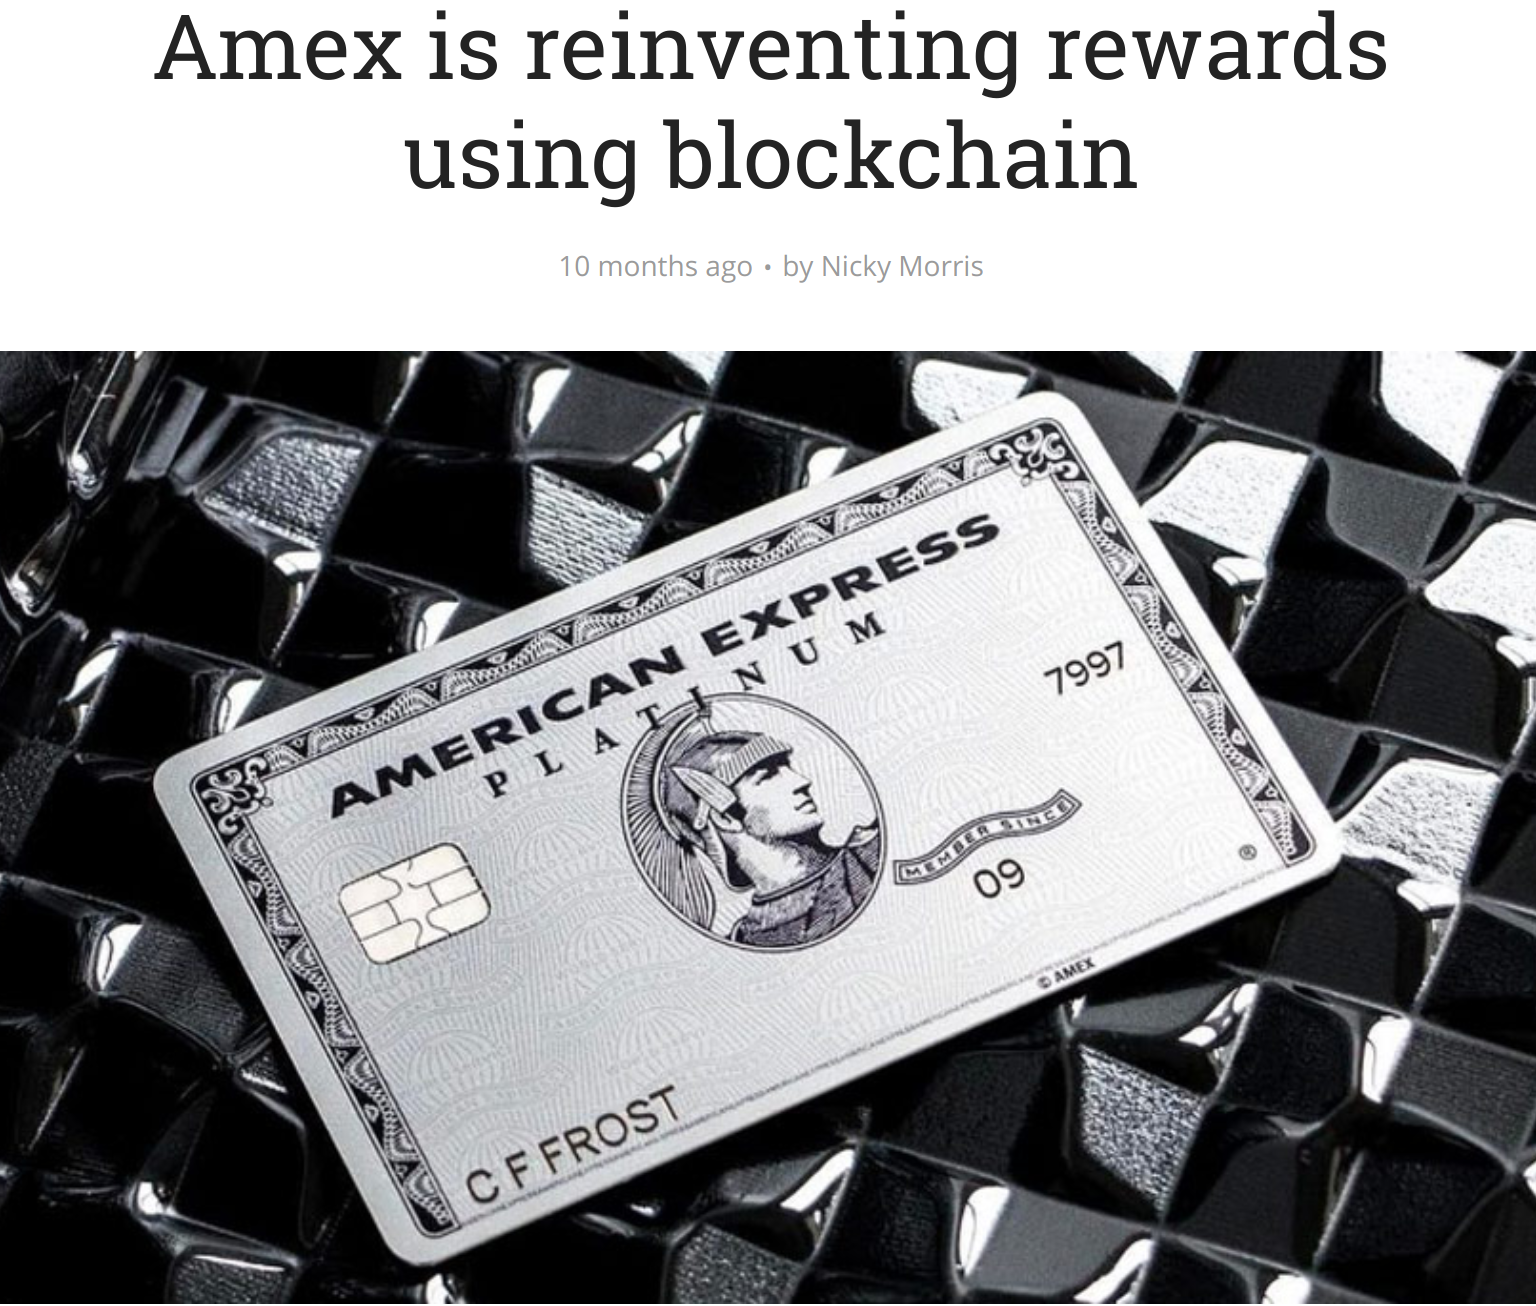 Amex is reinventing rewards
using blockchain
10 months ago • by Nicky Morris
AMERICAN EXPRESS
PLATINUM
7997
MEMBER SINCE
09
®
© AMEX
C F FROST